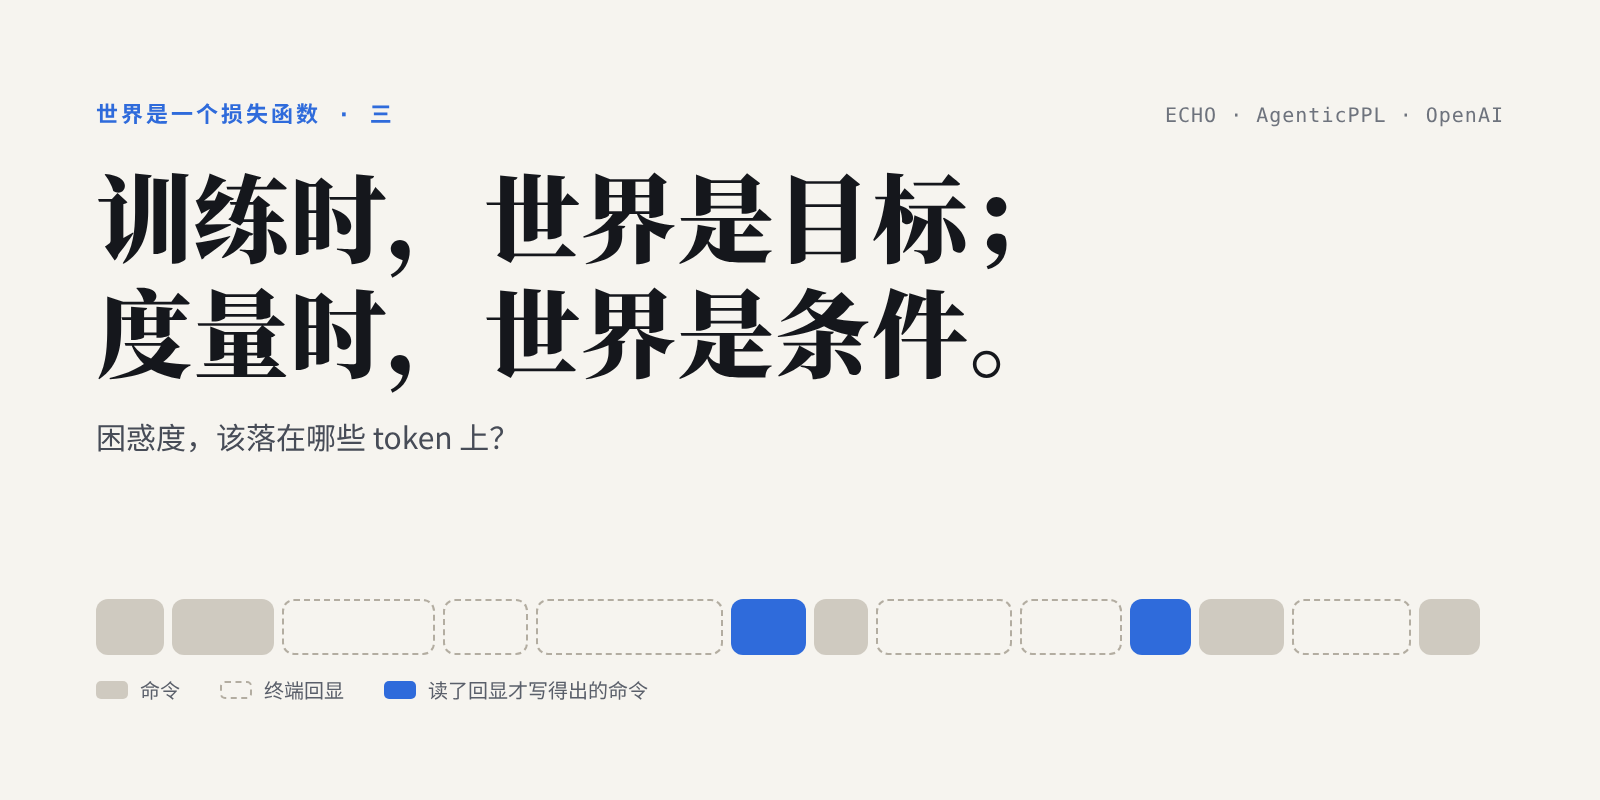 世界是一个损失函数 · 三
ECHO · AgenticPPL · OpenAI
训练时，世界是目标；
度量时，世界是条件。
困惑度，该落在哪些 token 上？
命令
终端回显
读了回显才写得出的命令